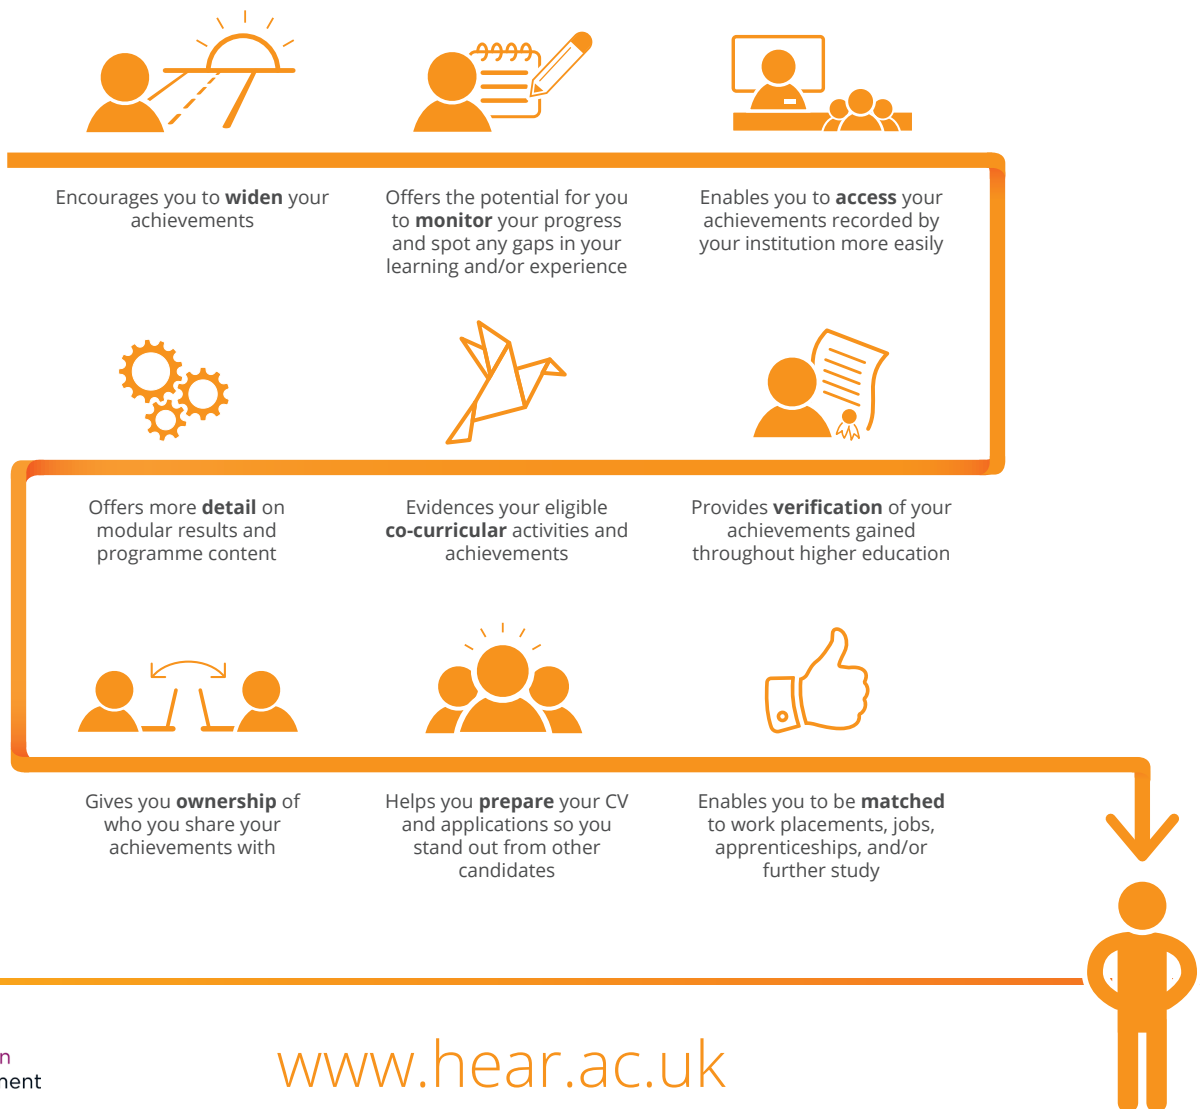 Encourages you to widen your
achievements
Offers the potential for you
to monitor your progress
and spot any gaps in your
learning and/or experience
Enables you to access your
achievements recorded by
your institution more easily
Offers more detail on
modular results and
programme content
Evidences your eligible
co-curricular activities and
achievements
Provides verification of your
achievements gained
throughout higher education
Gives you ownership of
who you share your
achievements with
Helps you prepare your CV
and applications so you
stand out from other
candidates
Enables you to be matched
to work placements, jobs,
apprenticeships, and/or
further study
www.hear.ac.uk